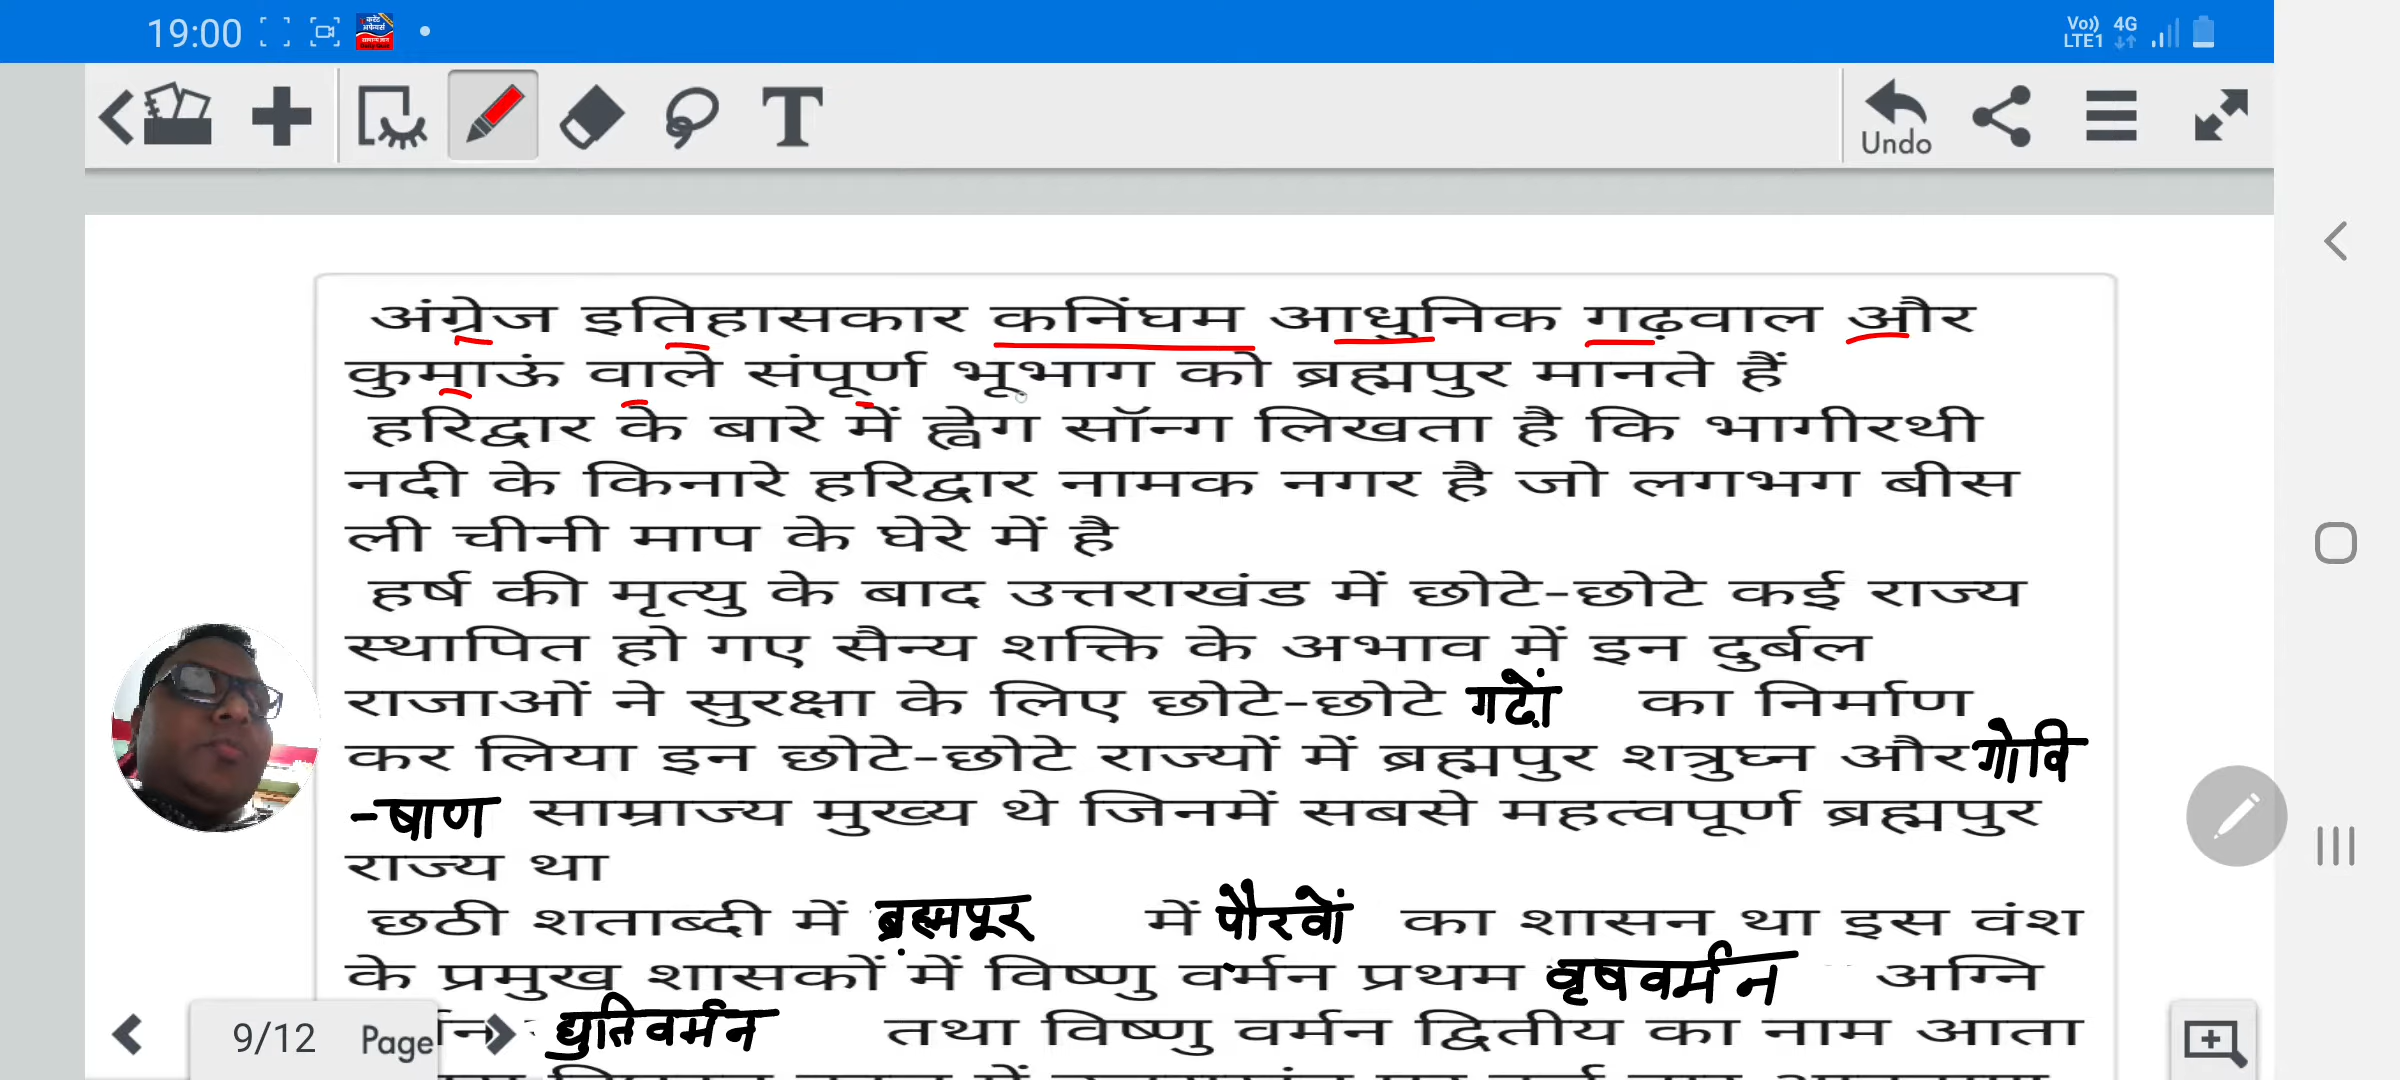 19:00
Vo)) 4G
LTE1
Undo
अंग्रेज इतिहासकार कनिंघम आधुनिक गढ़वाल और
कुमाऊं वाले संपूर्ण भूभाग को ब्रह्मपुर मानते हैं
हरिद्वार के बारे में ह्वेग सॉन्ग लिखता है कि भागीरथी
नदी के किनारे हरिद्वार नामक नगर है जो लगभग बीस
ली चीनी माप के घेरे में है
हर्ष की मृत्यु के बाद उत्तराखंड में छोटे-छोटे कई राज्य
स्थापित हो गए सैन्य शक्ति के अभाव में इन दुर्बल
राजाओं ने सुरक्षा के लिए छोटे-छोटे गढ़ों का निर्माण
कर लिया इन छोटे-छोटे राज्यों में ब्रह्मपुर शत्रुघ्न और गोवि
-षाण साम्राज्य मुख्य थे जिनमें सबसे महत्वपूर्ण ब्रह्मपुर
राज्य था
छठी शताब्दी में ब्रह्मपूर में पौरवों का शासन था इस वंश
के प्रमुख शासकों में विष्णु वर्मन प्रथम वृषवर्मन अग्नि
द्युतिवर्मन तथा विष्णु वर्मन द्वितीय का नाम आता
9/12 Page